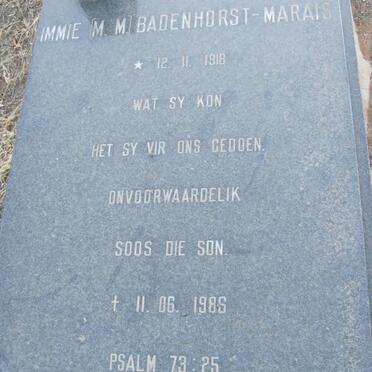 IMMIE (M. M) BADENHORST-MARAIS
* 12. 11. 1918
WAT SY KON
HET SY VIR ONS GEDOEN.
ONVOORWAARDELIK
SOOS DIE SON.
† 11. 06. 1986
PSALM 73:25